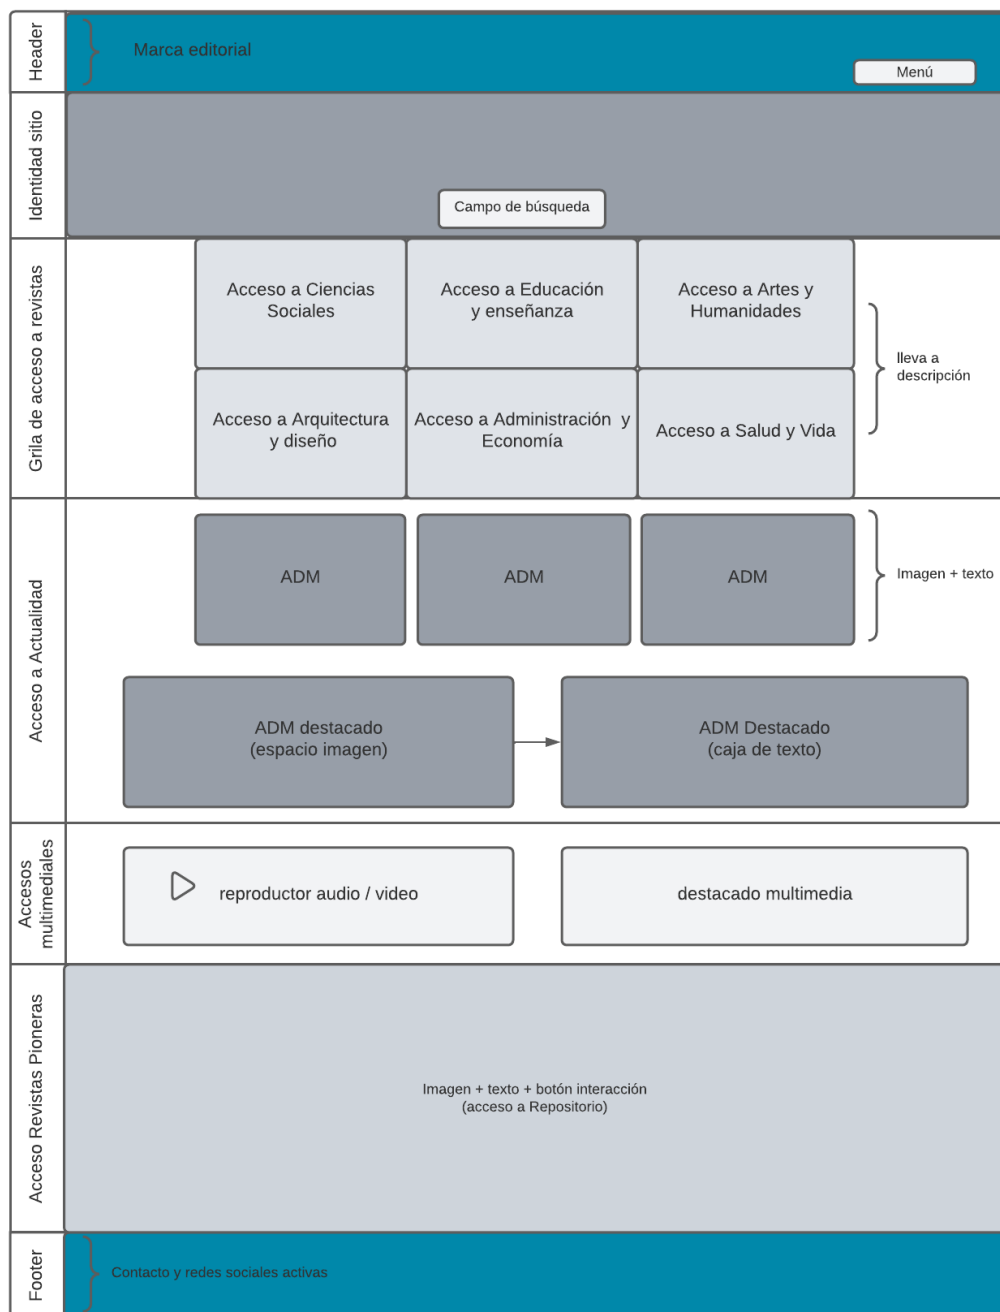 Header
Marca editorial
Menú
Identidad sitio
Campo de búsqueda
Grila de acceso a revistas
Acceso a Ciencias
Sociales
Acceso a Educación
y enseñanza
Acceso a Artes y
Humanidades
lleva a
descripción
Acceso a Arquitectura
y diseño
Acceso a Administración y
Economía
Acceso a Salud y Vida
Acceso a Actualidad
ADM
ADM
ADM
Imagen + texto
ADM destacado
(espacio imagen)
ADM Destacado
(caja de texto)
Accesos
multimediales
reproductor audio / video
destacado multimedia
Acceso Revistas Pioneras
Imagen + texto + botón interacción
(acceso a Repositorio)
Footer
Contacto y redes sociales activas